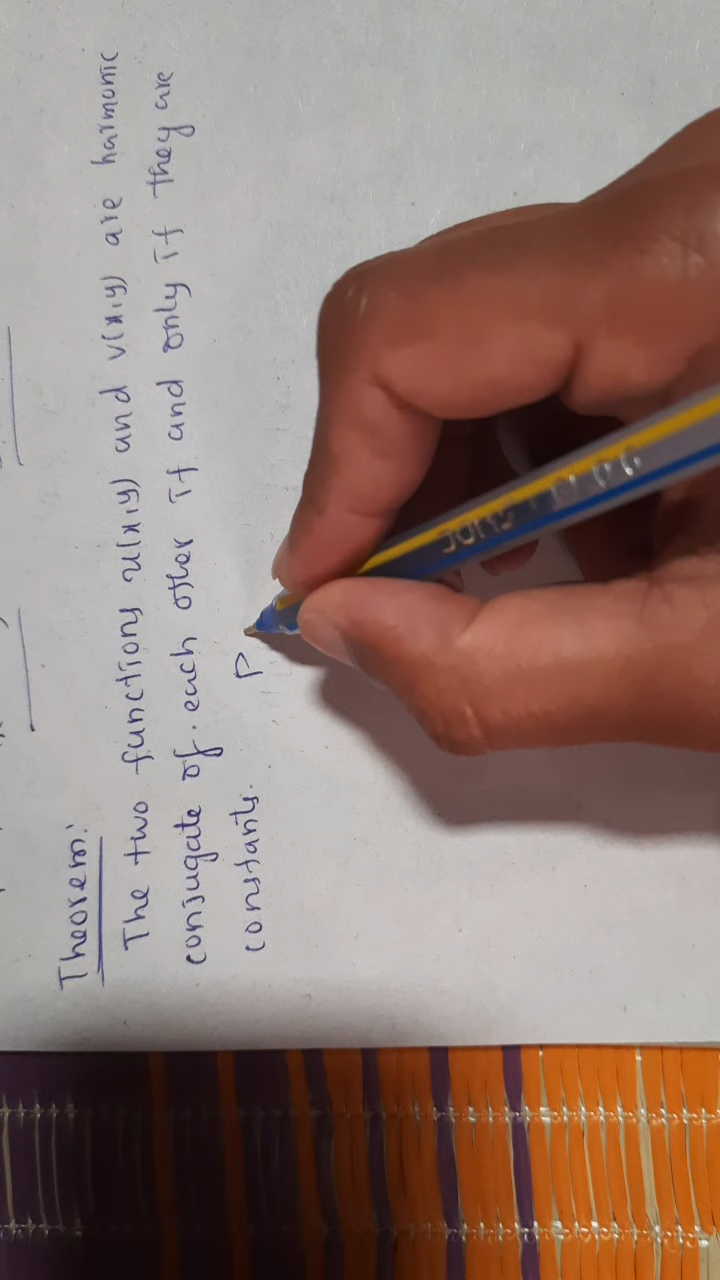 Theorem:
The two functions u(x,y) and v(x,y) are harmonic
conjugate of each other if and only if they are
constants. P